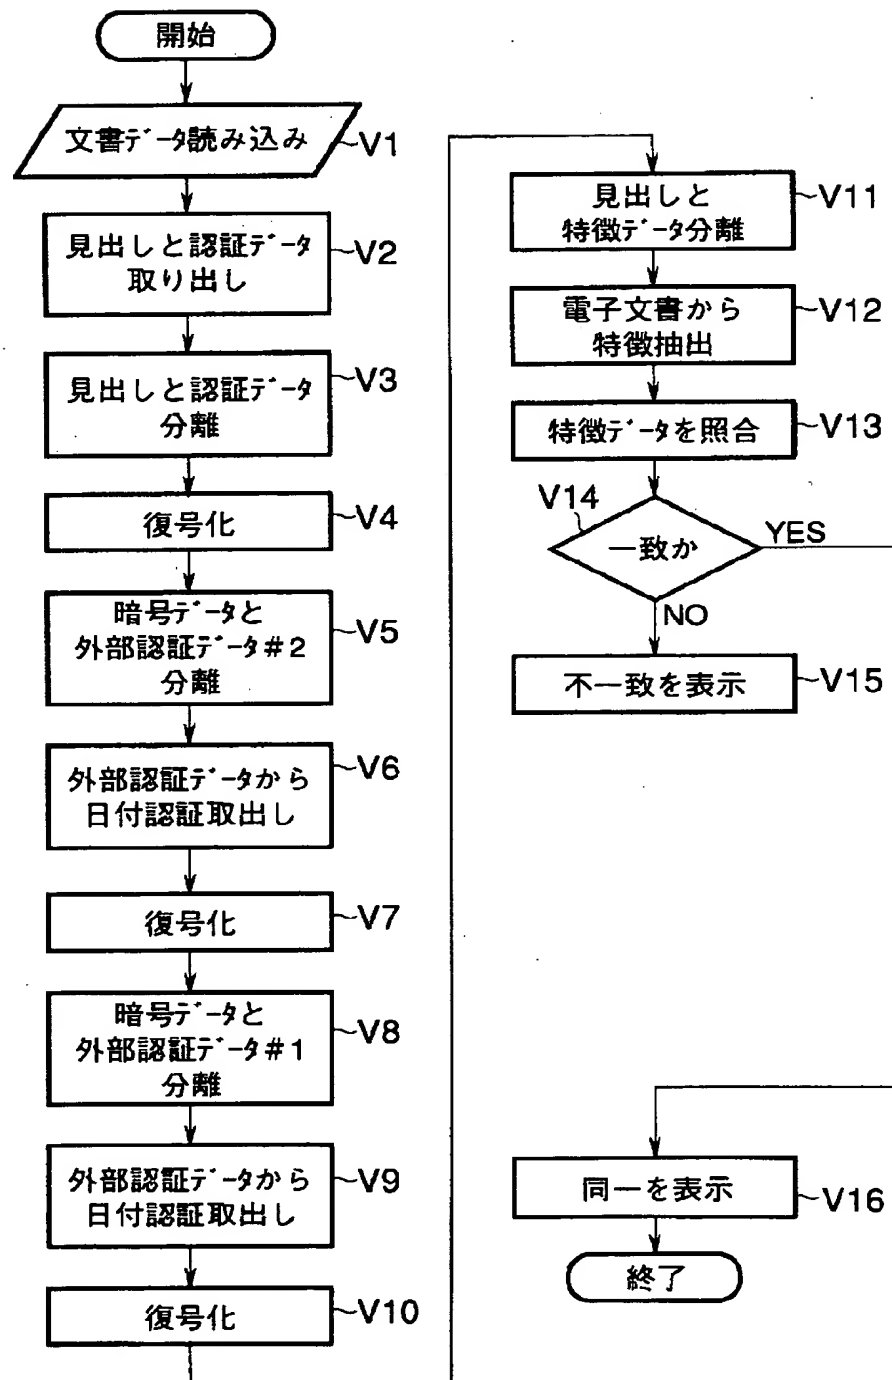 開始
文書ﾃﾞｰﾀ読み込み
V1
見出しと認証ﾃﾞｰﾀ
取り出し
V2
見出しと認証ﾃﾞｰﾀ
分離
V3
復号化
V4
暗号ﾃﾞｰﾀと
外部認証ﾃﾞｰﾀ#2
分離
V5
外部認証ﾃﾞｰﾀから
日付認証取出し
V6
復号化
V7
暗号ﾃﾞｰﾀと
外部認証ﾃﾞｰﾀ#1
分離
V8
外部認証ﾃﾞｰﾀから
日付認証取出し
V9
復号化
V10
見出しと
特徴ﾃﾞｰﾀ分離
V11
電子文書から
特徴抽出
V12
特徴ﾃﾞｰﾀを照合
V13
V14
一致か
YES
NO
不一致を表示
V15
同一を表示
V16
終了